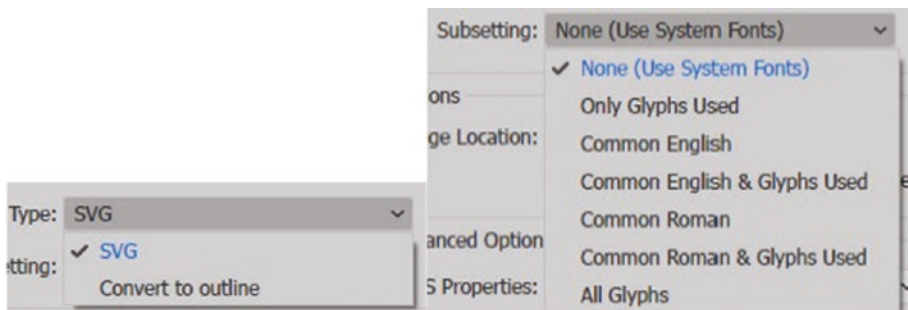 Type: SVG
✓ SVG
tting:
Convert to outline
Subsetting: None (Use System Fonts)
✓ None (Use System Fonts)
ons
Only Glyphs Used
ge Location:
Common English
Common English & Glyphs Used
Common Roman
anced Option
Common Roman & Glyphs Used
S Properties:
All Glyphs